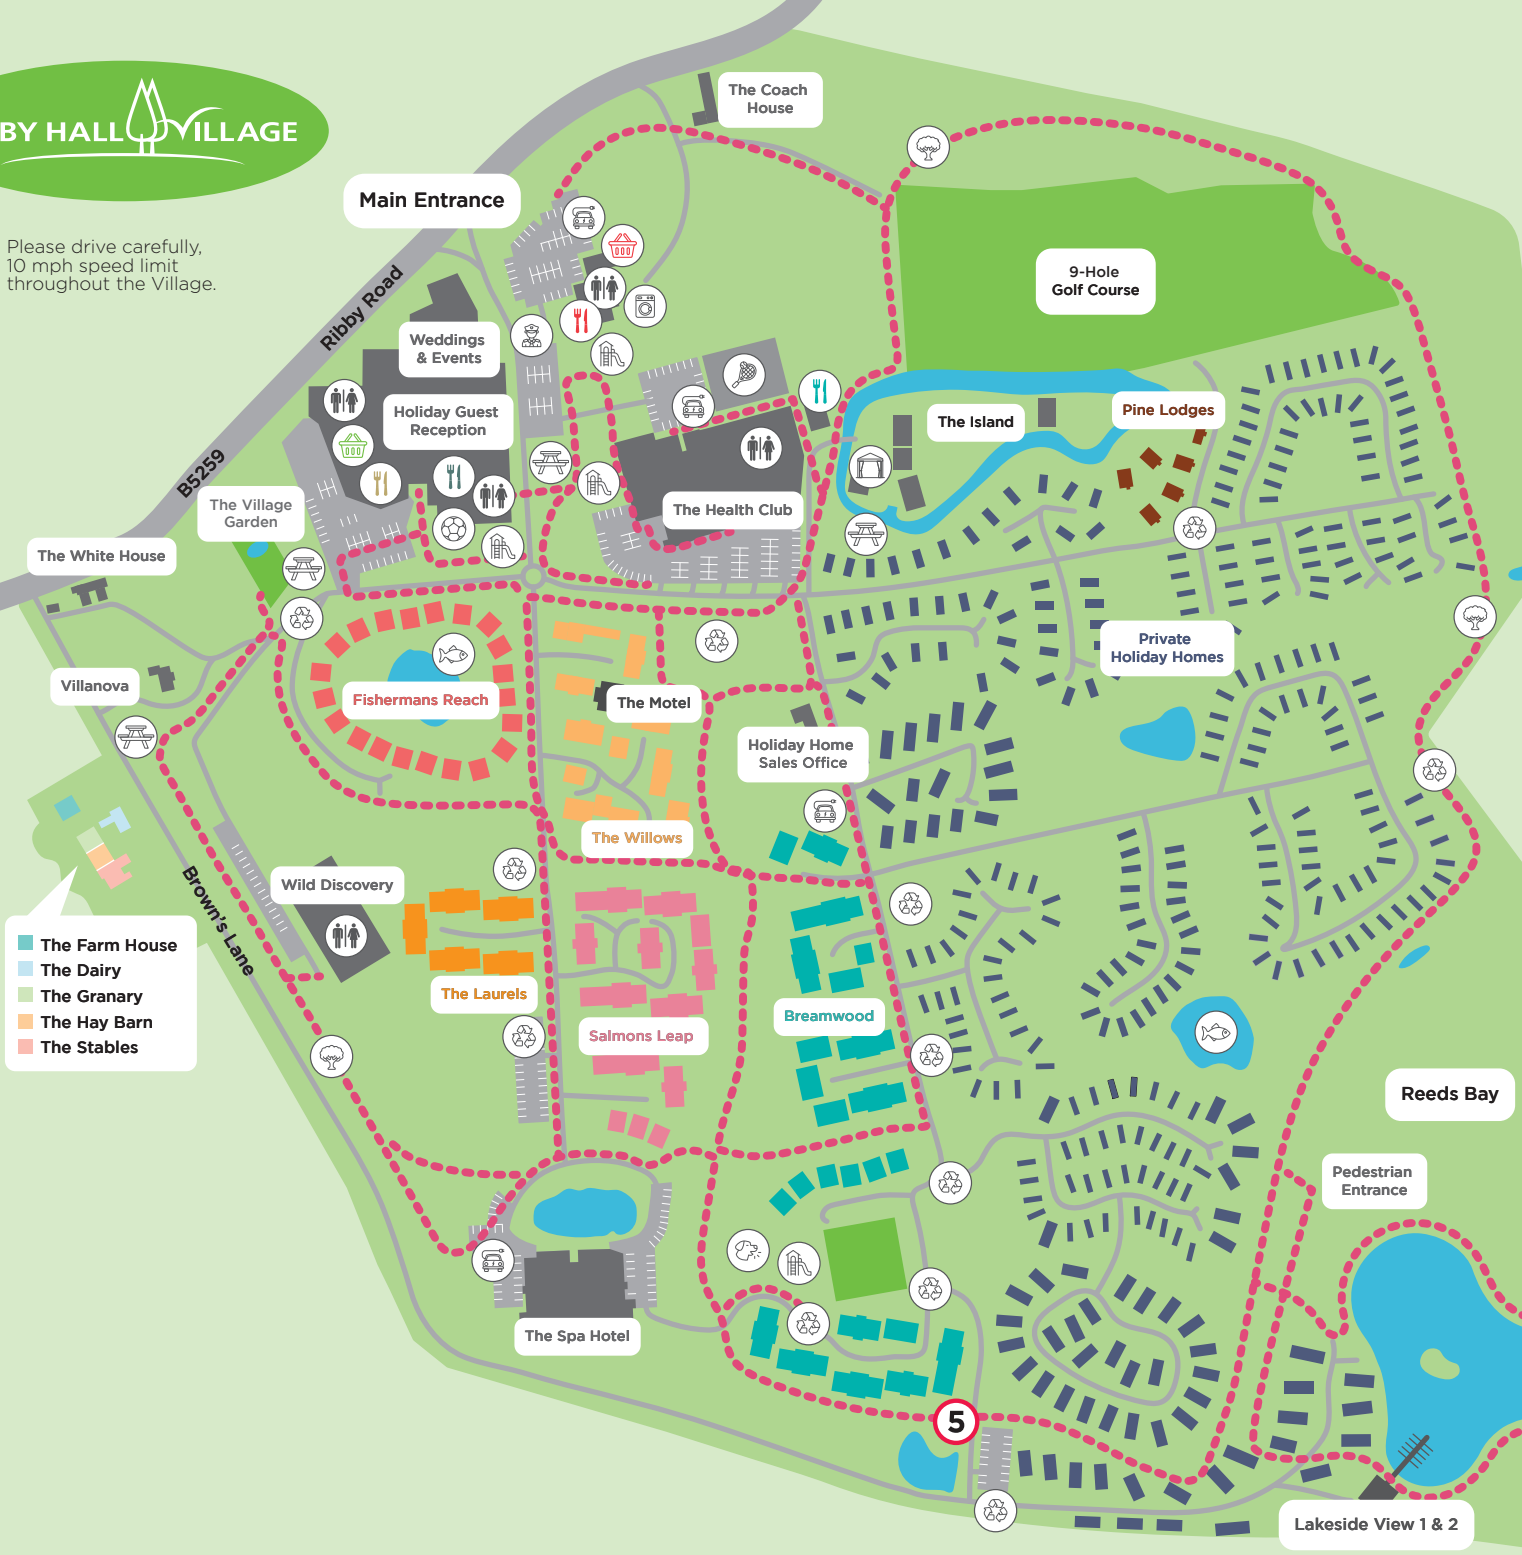 BY HALL VILLAGE
Please drive carefully,
10 mph speed limit
throughout the Village.
The Coach
House
Main Entrance
Ribby Road
B5259
9-Hole
Golf Course
Weddings
& Events
Holiday Guest
Reception
The Island
Pine Lodges
The Village
Garden
The Health Club
The White House
Private
Holiday Homes
Villanova
Fishermans Reach
The Motel
Holiday Home
Sales Office
The Willows
Wild Discovery
Brown's Lane
The Farm House
The Dairy
The Granary
The Hay Barn
The Stables
The Laurels
Salmons Leap
Breamwood
Reeds Bay
Pedestrian
Entrance
The Spa Hotel
5
Lakeside View 1 & 2